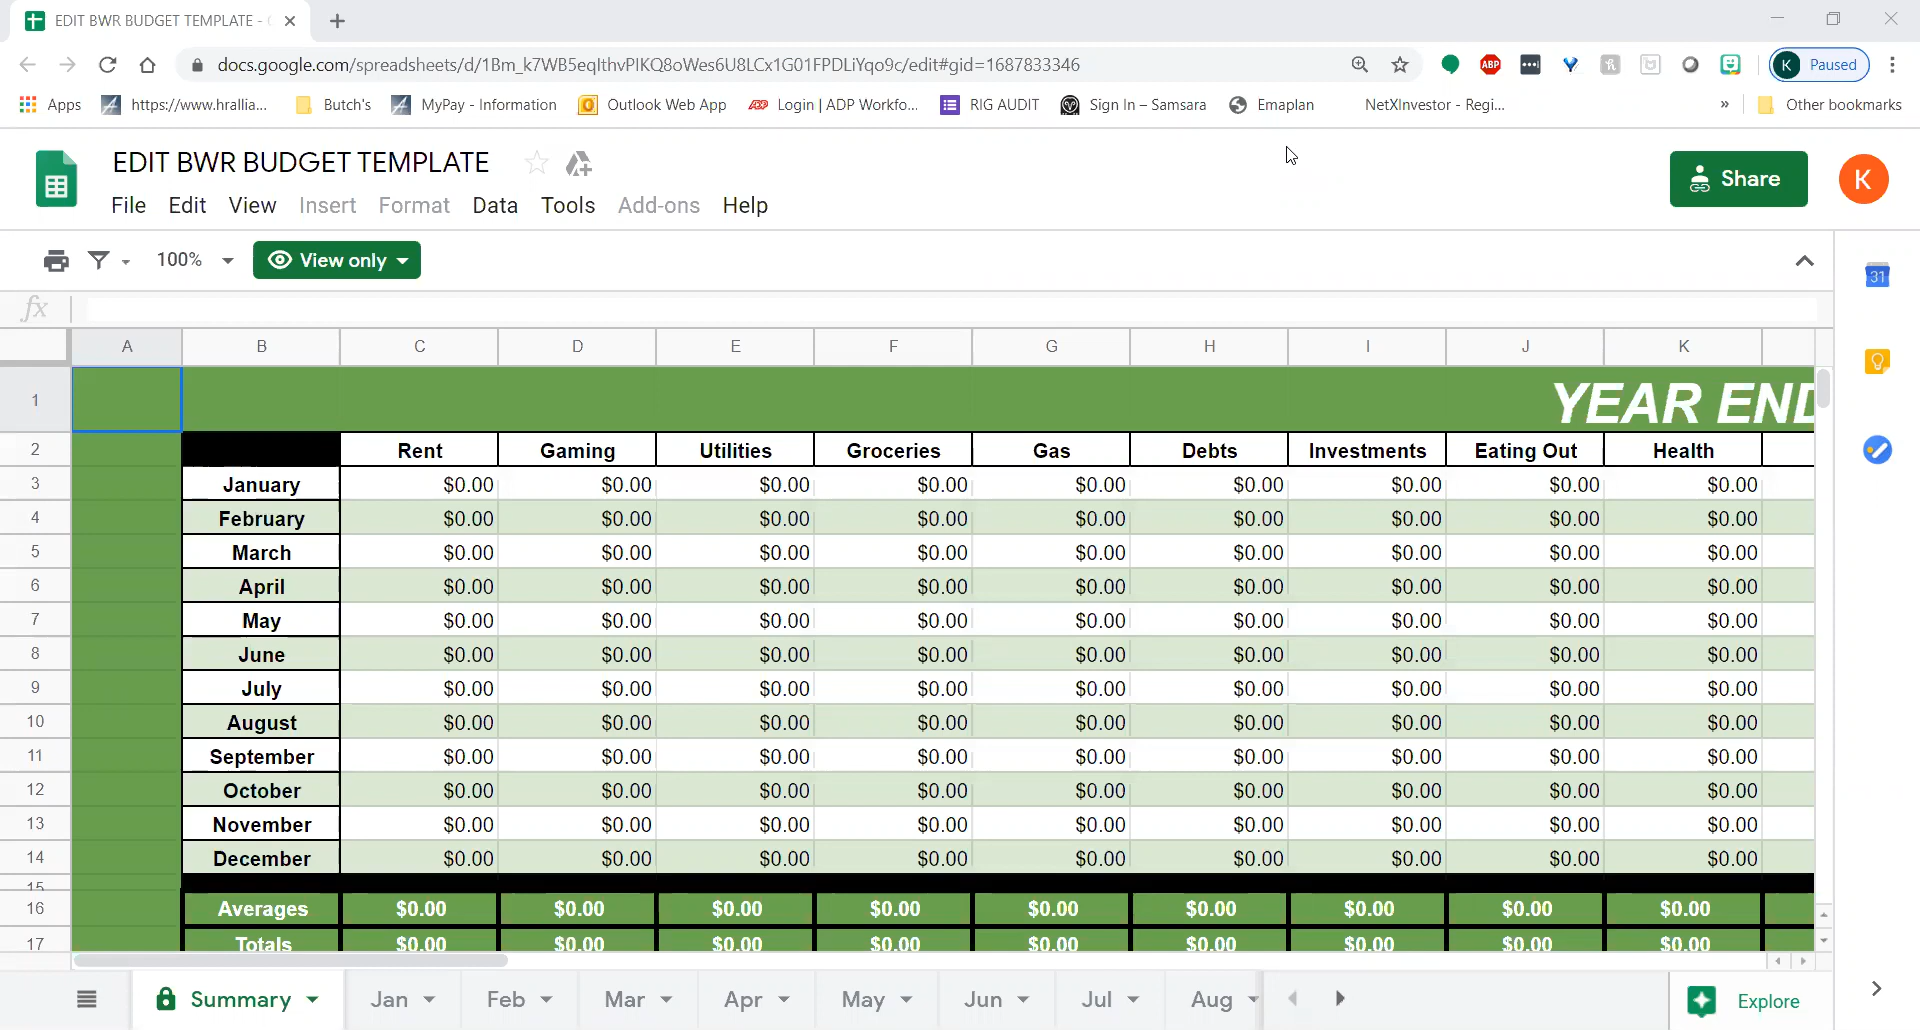 EDIT BWR BUDGET TEMPLATE -
docs.google.com/spreadsheets/d/1Bm_k7WB5eqIthvPIKQ8oWes6U8LCx1G01FPDLiYqo9c/edit#gid=1687833346
ABP
K Paused
Apps https://www.hrallia... Butch's MyPay - Information Outlook Web App ADP Login | ADP Workfo... RIG AUDIT Sign In – Samsara Emaplan NetXInvestor - Regi... » Other bookmarks
EDIT BWR BUDGET TEMPLATE
Share
K
File Edit View Insert Format Data Tools Add-ons Help
100% View only
31
fx
A B C D E F G H I J K
1 YEAR END
2 Rent Gaming Utilities Groceries Gas Debts Investments Eating Out Health
3 January $0.00 $0.00 $0.00 $0.00 $0.00 $0.00 $0.00 $0.00 $0.00
4 February $0.00 $0.00 $0.00 $0.00 $0.00 $0.00 $0.00 $0.00 $0.00
5 March $0.00 $0.00 $0.00 $0.00 $0.00 $0.00 $0.00 $0.00 $0.00
6 April $0.00 $0.00 $0.00 $0.00 $0.00 $0.00 $0.00 $0.00 $0.00
7 May $0.00 $0.00 $0.00 $0.00 $0.00 $0.00 $0.00 $0.00 $0.00
8 June $0.00 $0.00 $0.00 $0.00 $0.00 $0.00 $0.00 $0.00 $0.00
9 July $0.00 $0.00 $0.00 $0.00 $0.00 $0.00 $0.00 $0.00 $0.00
10 August $0.00 $0.00 $0.00 $0.00 $0.00 $0.00 $0.00 $0.00 $0.00
11 September $0.00 $0.00 $0.00 $0.00 $0.00 $0.00 $0.00 $0.00 $0.00
12 October $0.00 $0.00 $0.00 $0.00 $0.00 $0.00 $0.00 $0.00 $0.00
13 November $0.00 $0.00 $0.00 $0.00 $0.00 $0.00 $0.00 $0.00 $0.00
14 December $0.00 $0.00 $0.00 $0.00 $0.00 $0.00 $0.00 $0.00 $0.00
15
16 Averages $0.00 $0.00 $0.00 $0.00 $0.00 $0.00 $0.00 $0.00 $0.00
17 Totals $0.00 $0.00 $0.00 $0.00 $0.00 $0.00 $0.00 $0.00 $0.00
Summary Jan Feb Mar Apr May Jun Jul Aug Explore